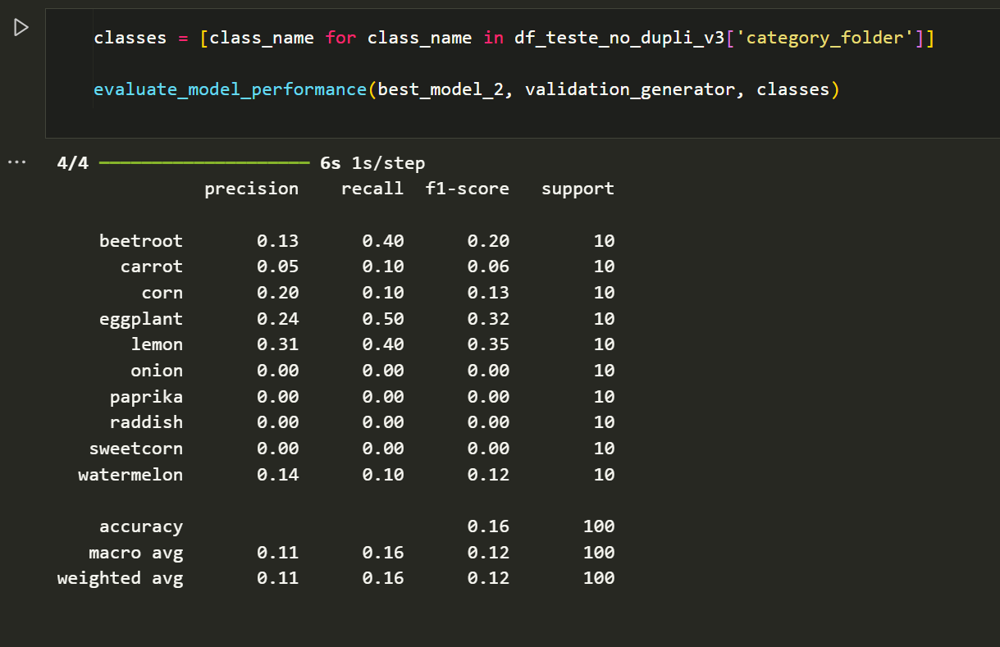 classes = [class_name for class_name in df_teste_no_dupli_v3['category_folder']]
evaluate_model_performance(best_model_2, validation_generator, classes)
4/4 ━━━━━━━━━━━━━━━━━━━━ 6s 1s/step
precision recall f1-score support
beetroot 0.13 0.40 0.20 10
carrot 0.05 0.10 0.06 10
corn 0.20 0.10 0.13 10
eggplant 0.24 0.50 0.32 10
lemon 0.31 0.40 0.35 10
onion 0.00 0.00 0.00 10
paprika 0.00 0.00 0.00 10
raddish 0.00 0.00 0.00 10
sweetcorn 0.00 0.00 0.00 10
watermelon 0.14 0.10 0.12 10
accuracy 0.16 100
macro avg 0.11 0.16 0.12 100
weighted avg 0.11 0.16 0.12 100